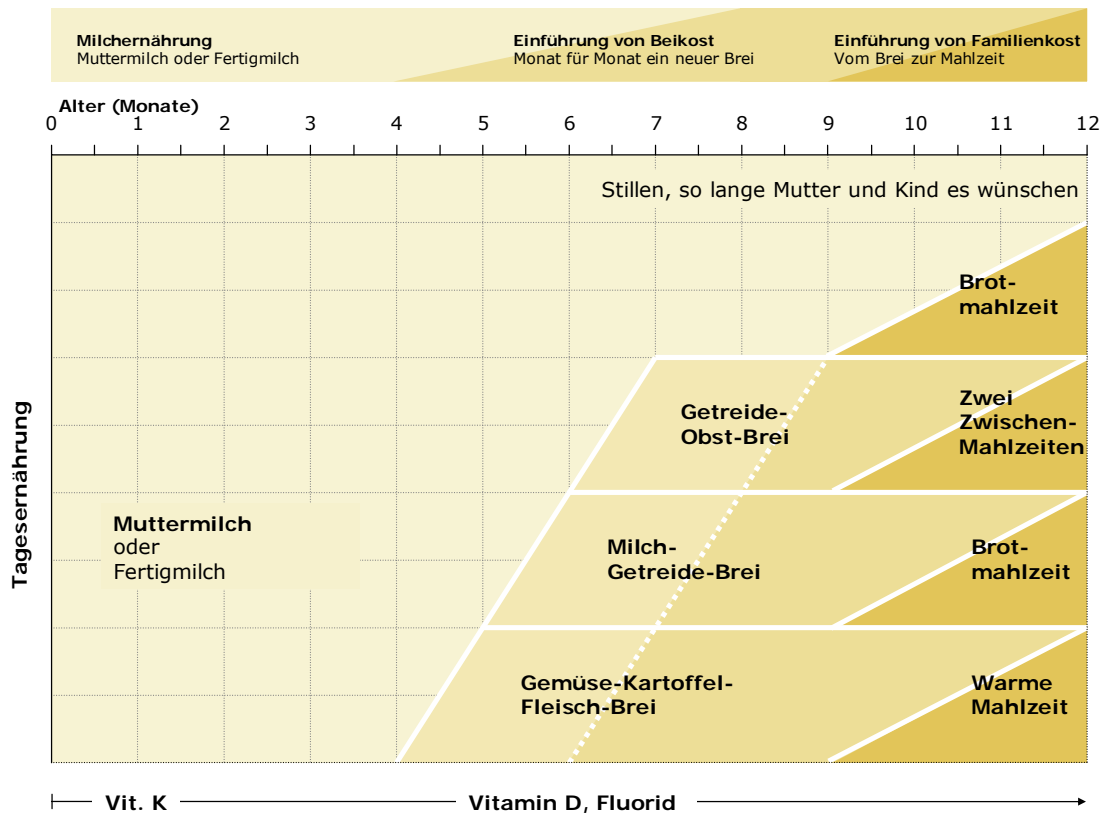 Milchernährung
Muttermilch oder Fertigmilch
Einführung von Beikost
Monat für Monat ein neuer Brei
Einführung von Familienkost
Vom Brei zur Mahlzeit
Alter (Monate)
0 1 2 3 4 5 6 7 8 9 10 11 12
Stillen, so lange Mutter und Kind es wünschen
Brot-
mahlzeit
Getreide-
Obst-Brei
Zwei
Zwischen-
Mahlzeiten
Tagesernährung
Muttermilch
oder
Fertigmilch
Milch-
Getreide-Brei
Brot-
mahlzeit
Gemüse-Kartoffel-
Fleisch-Brei
Warme
Mahlzeit
Vit. K
Vitamin D, Fluorid